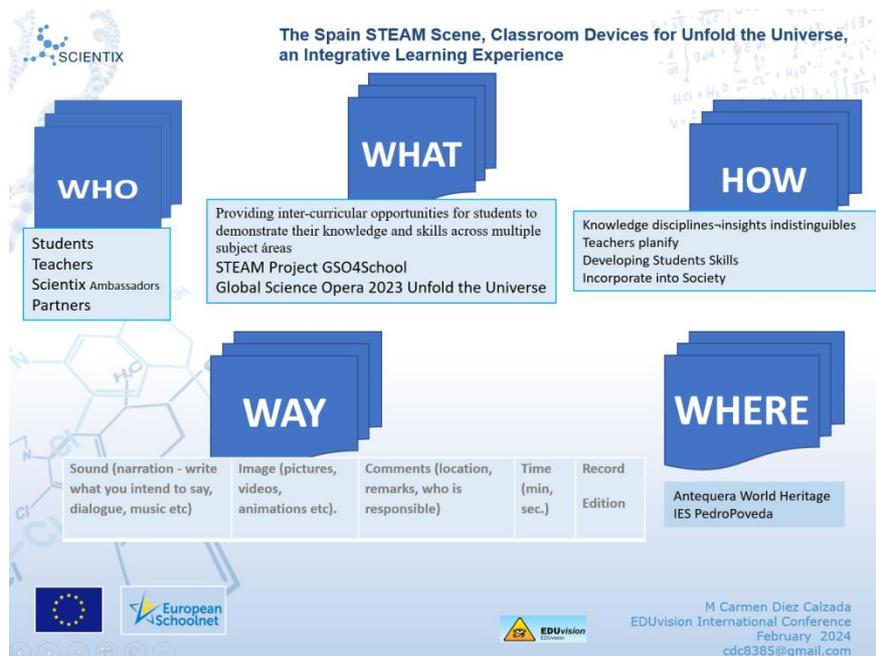 SCIENTIX
The Spain STEAM Scene, Classroom Devices for Unfold the Universe,
an Integrative Learning Experience
WHO
Students
Teachers
Scientix Ambassadors
Partners
WHAT
Providing inter-curricular opportunities for students to
demonstrate their knowledge and skills across multiple
subject áreas
STEAM Project GSO4School
Global Science Opera 2023 Unfold the Universe
HOW
Knowledge disciplines¬insights indistinguibles
Teachers planify
Developing Students Skills
Incorporate into Society
WAY
Sound (narration - write
what you intend to say,
dialogue, music etc)
Image (pictures,
videos,
animations etc).
Comments (location,
remarks, who is
responsible)
Time
(min,
sec.)
Record
Edition
WHERE
Antequera World Heritage
IES PedroPoveda
European
Schoolnet
EDUvision
M Carmen Diez Calzada
EDUvision International Conference
February 2024
cdc8385@gmail.com